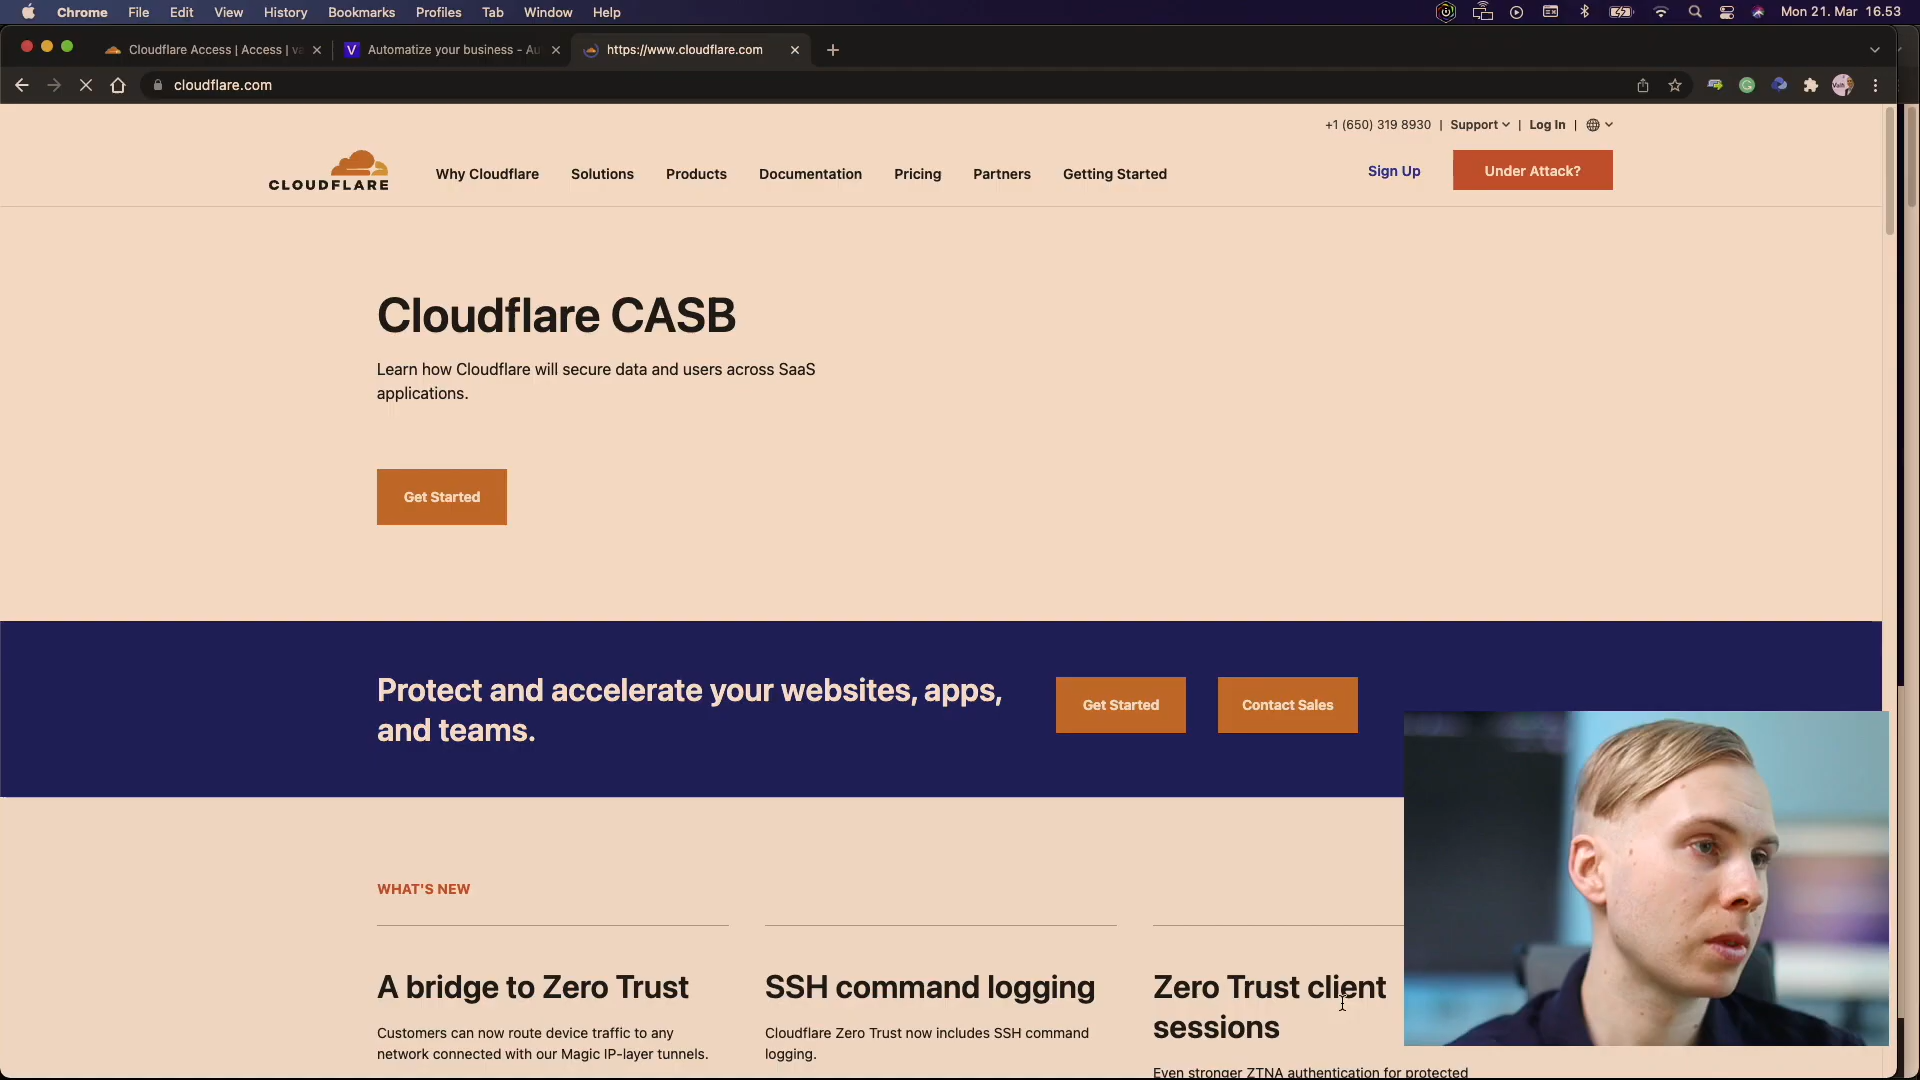 Chrome File Edit View History Bookmarks Profiles Tab Window Help Mon 21. Mar 16.53
Cloudflare Access | Access | va
Automatize your business - Au
https://www.cloudflare.com
cloudflare.com
+1 (650) 319 8930 | Support | Log In |
CLOUDFLARE
Why Cloudflare Solutions Products Documentation Pricing Partners Getting Started
Sign Up Under Attack?
Cloudflare CASB
Learn how Cloudflare will secure data and users across SaaS
applications.
Get Started
Protect and accelerate your websites, apps,
and teams.
Get Started Contact Sales
WHAT'S NEW
A bridge to Zero Trust
Customers can now route device traffic to any
network connected with our Magic IP-layer tunnels.
SSH command logging
Cloudflare Zero Trust now includes SSH command
logging.
Zero Trust client
sessions
Even stronger ZTNA authentication for protected